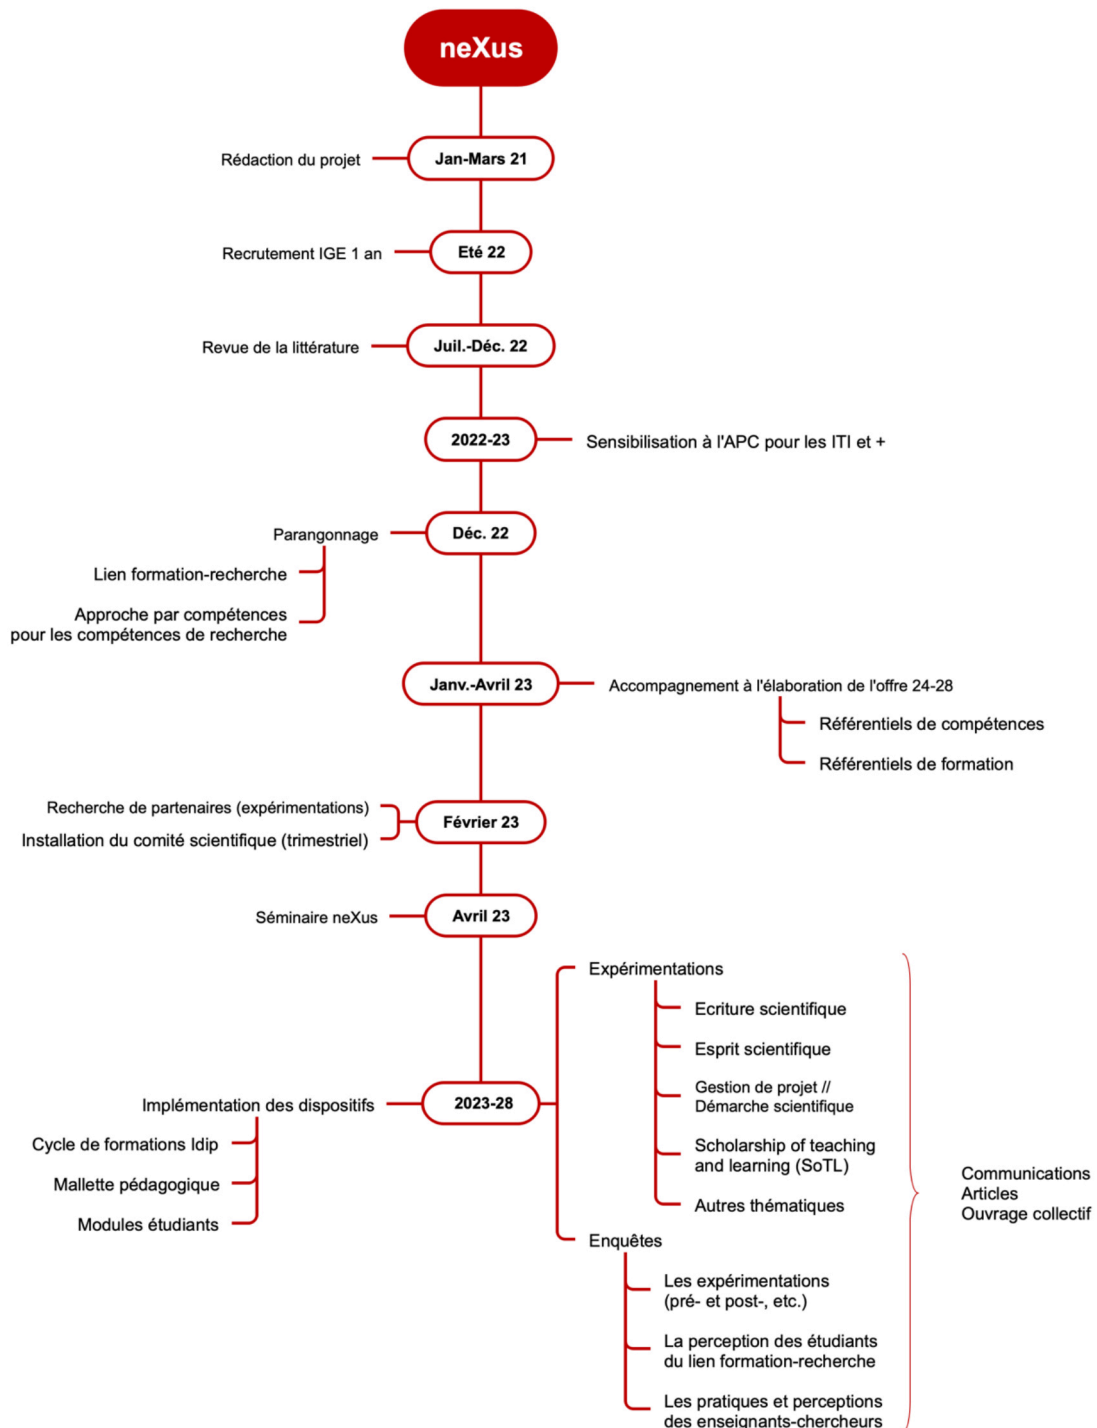 neXus
Rédaction du projet
Jan-Mars 21
Recrutement IGE 1 an
Eté 22
Revue de la littérature
Juil.-Déc. 22
2022-23
Sensibilisation à l'APC pour les ITI et +
Parangonnage
Déc. 22
Lien formation-recherche
Approche par compétences
pour les compétences de recherche
Janv.-Avril 23
Accompagnement à l'élaboration de l'offre 24-28
Référentiels de compétences
Référentiels de formation
Recherche de partenaires (expérimentations)
Installation du comité scientifique (trimestriel)
Février 23
Séminaire neXus
Avril 23
Implémentation des dispositifs
Cycle de formations Idip
Mallette pédagogique
Modules étudiants
2023-28
Expérimentations
Ecriture scientifique
Esprit scientifique
Gestion de projet //
Démarche scientifique
Scholarship of teaching
and learning (SoTL)
Autres thématiques
Enquêtes
Les expérimentations
(pré- et post-, etc.)
La perception des étudiants
du lien formation-recherche
Les pratiques et perceptions
des enseignants-chercheurs
Communications
Articles
Ouvrage collectif